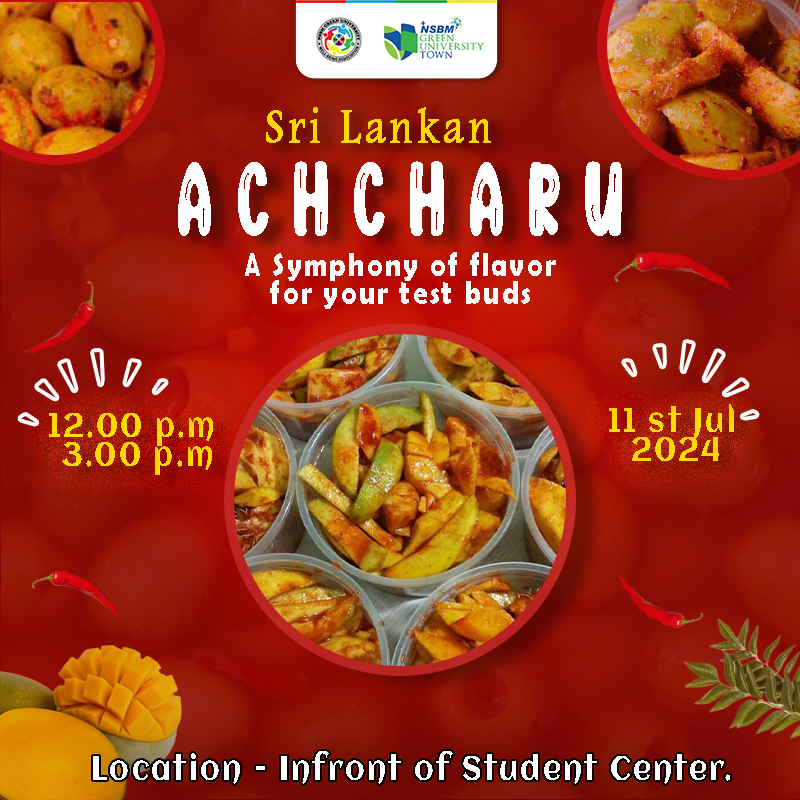 NSBM
GREEN
UNIVERSITY
TOWN
Sri Lankan
ACHCHARU
A Symphony of flavor
for your test buds
12.00 p.m
3.00 p.m
11 st Jul
2024
Location - Infront of Student Center.